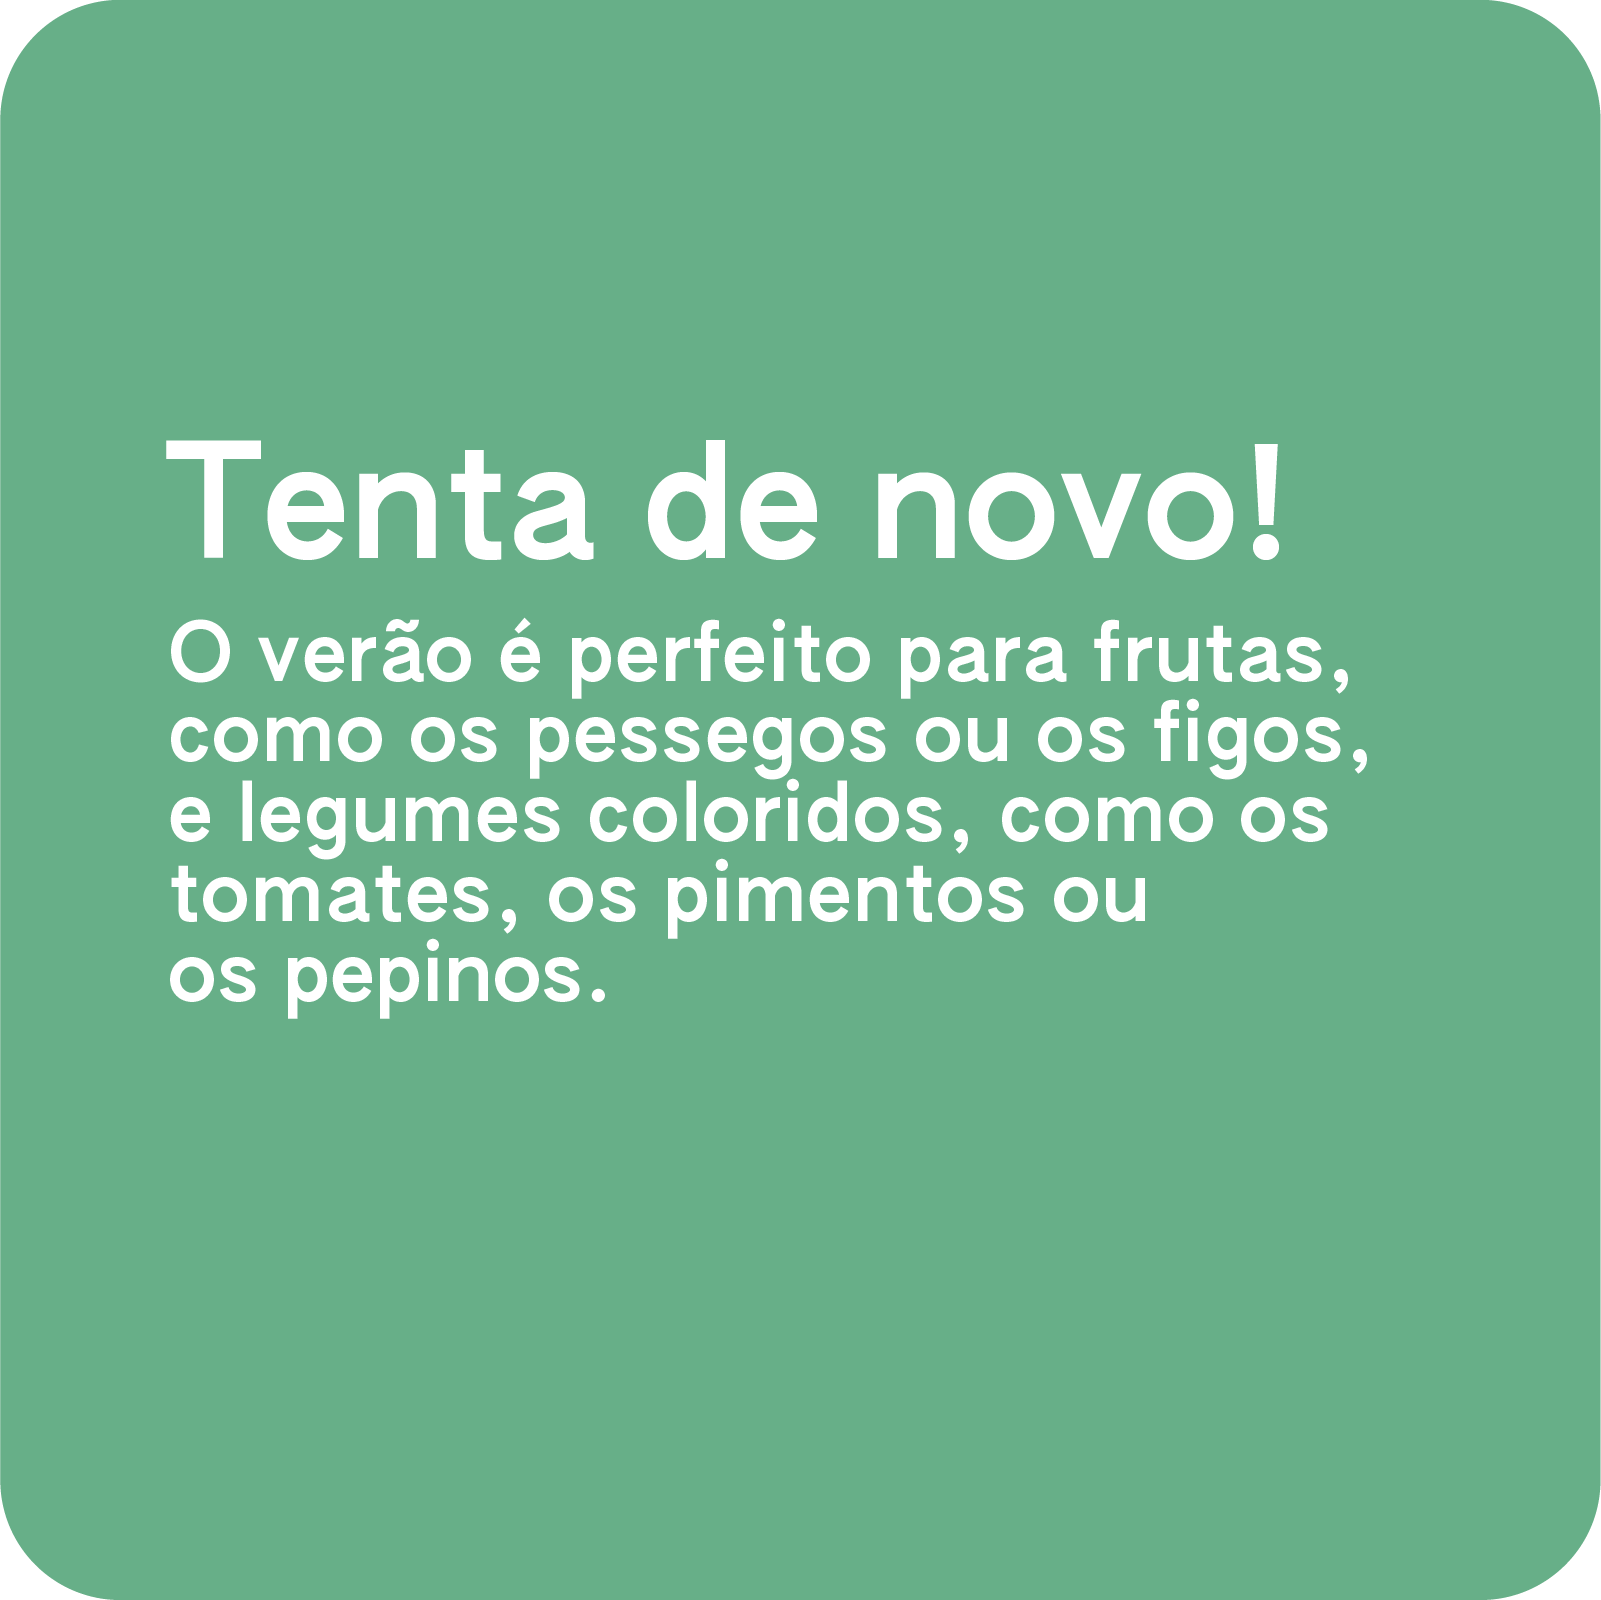 Tenta de novo!
O verão é perfeito para frutas,
como os pessegos ou os figos,
e legumes coloridos, como os
tomates, os pimentos ou
os pepinos.